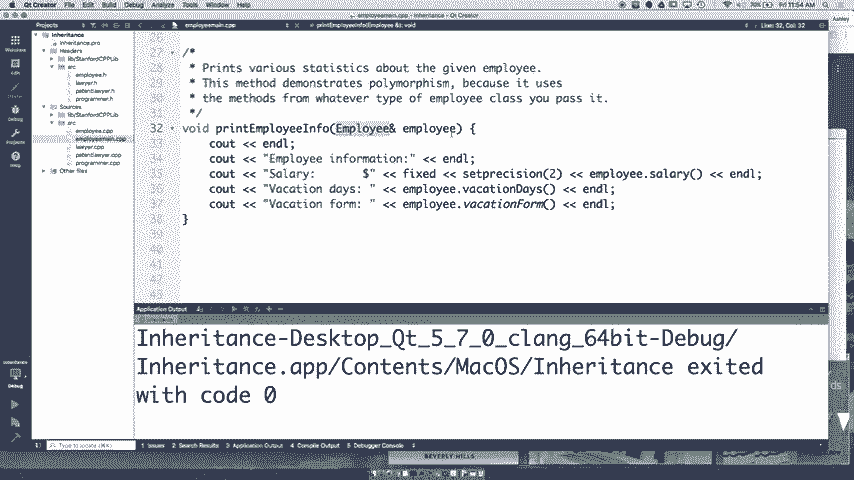 Qt Creator File Edit Build Debug Analyze Tools Window Help
11:54 AM
employeemain.cpp - Inheritance - Qt Creator
Projects
employeemain.cpp
printEmployeeInfo(Employee&): void
Line: 32, Col: 32
Inheritance
Inheritance.pro
Headers
lib/StanfordCPPLib
src
employee.h
lawyer.h
patentlawyer.h
programmer.h
Sources
lib/StanfordCPPLib
src
employee.cpp
employeemain.cpp
lawyer.cpp
patentlawyer.cpp
programmer.cpp
Other files
Welcome
Edit
Design
Debug
Projects
Help
26
27 /*
28 * Prints various statistics about the given employee.
29 * This method demonstrates polymorphism, because it uses
30 * the methods from whatever type of employee class you pass it.
31 */
32 void printEmployeeInfo(Employee& employee) {
33 cout << endl;
34 cout << "Employee information:" << endl;
35 cout << "Salary: $" << fixed << setprecision(2) << employee.salary() << endl;
36 cout << "Vacation days: " << employee.vacationDays() << endl;
37 cout << "Vacation form: " << employee.vacationForm() << endl;
38 }
39
40
41
42
Application Output
Inheritance-Desktop_Qt_5_7_0_clang_64bit-Debug/
Inheritance.app/Contents/MacOS/Inheritance exited
with code 0
Inheritance
Debug
Type to locate (⌘K)
1 Issues 2 Search Results 3 Application Output 4 Compile Output 5 Debugger Console
BEVERLY HILLS
Ashley